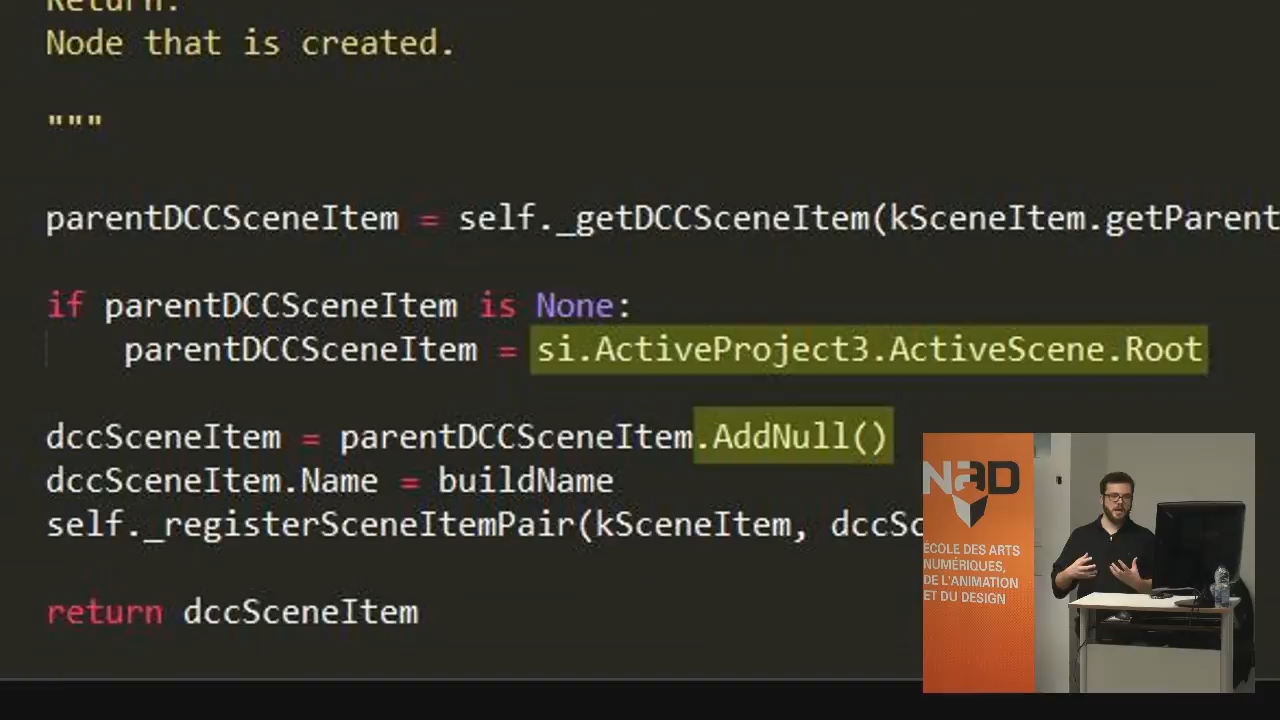 Return:
Node that is created.
"""
parentDCCSceneItem = self._getDCCSceneItem(kSceneItem.getParent
if parentDCCSceneItem is None:
parentDCCSceneItem = si.ActiveProject3.ActiveScene.Root
dccSceneItem = parentDCCSceneItem.AddNull()
dccSceneItem.Name = buildName
self._registerSceneItemPair(kSceneItem, dccSc
return dccSceneItem
NAD
ÉCOLE DES ARTS
NUMÉRIQUES,
DE L'ANIMATION
ET DU DESIGN